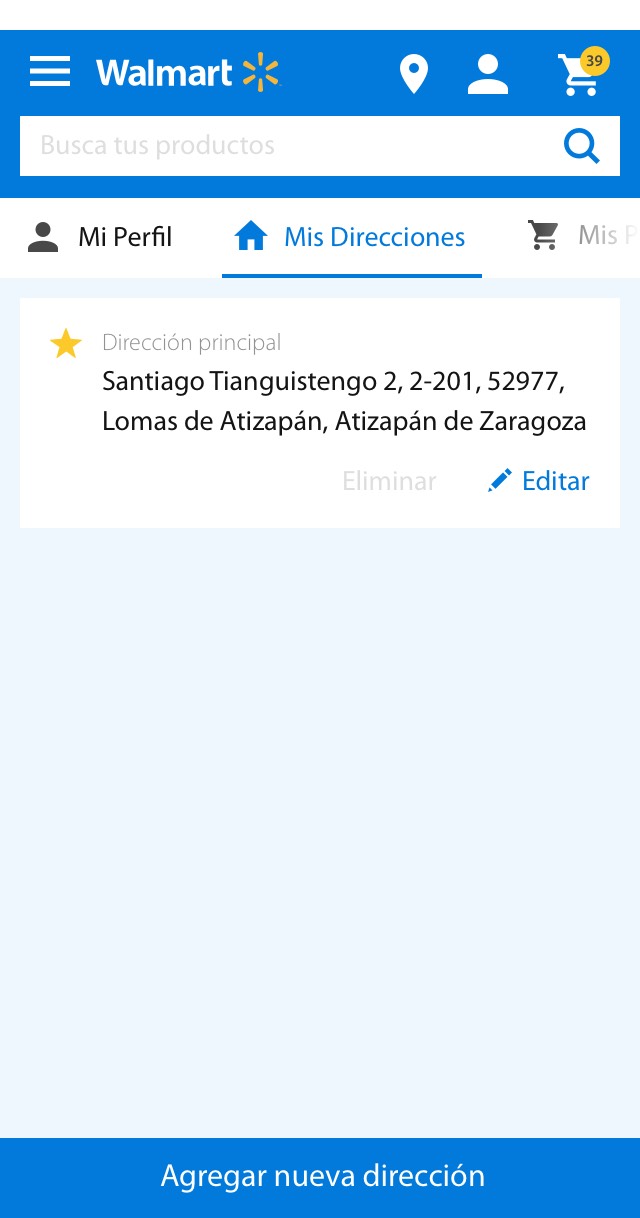 Walmart
39
Busca tus productos
Mi Perfil
Mis Direcciones
Mis P
Dirección principal
Santiago Tianguistengo 2, 2-201, 52977,
Lomas de Atizapán, Atizapán de Zaragoza
Eliminar
Editar
Agregar nueva dirección